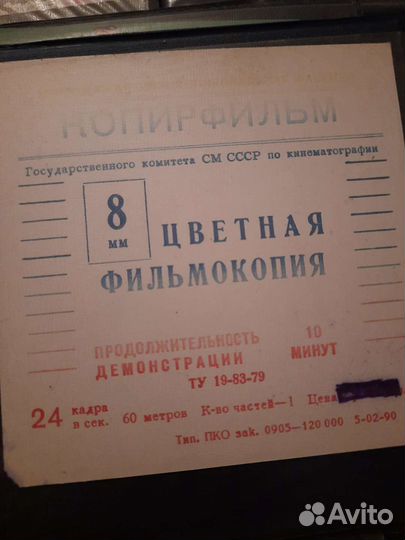 КОПИРФИЛЬМ
Государственного комитета СМ СССР по кинематографии
8
мм
ЦВЕТНАЯ
ФИЛЬМОКОПИЯ
ПРОДОЛЖИТЕЛЬНОСТЬ
ДЕМОНСТРАЦИИ
10
МИНУТ
ТУ 19-83-79
24 кадра
в сек.
60 метров К-во частей—1 Цена
Тип. ПКО зак. 0905—120 000 5-02-90
Avito